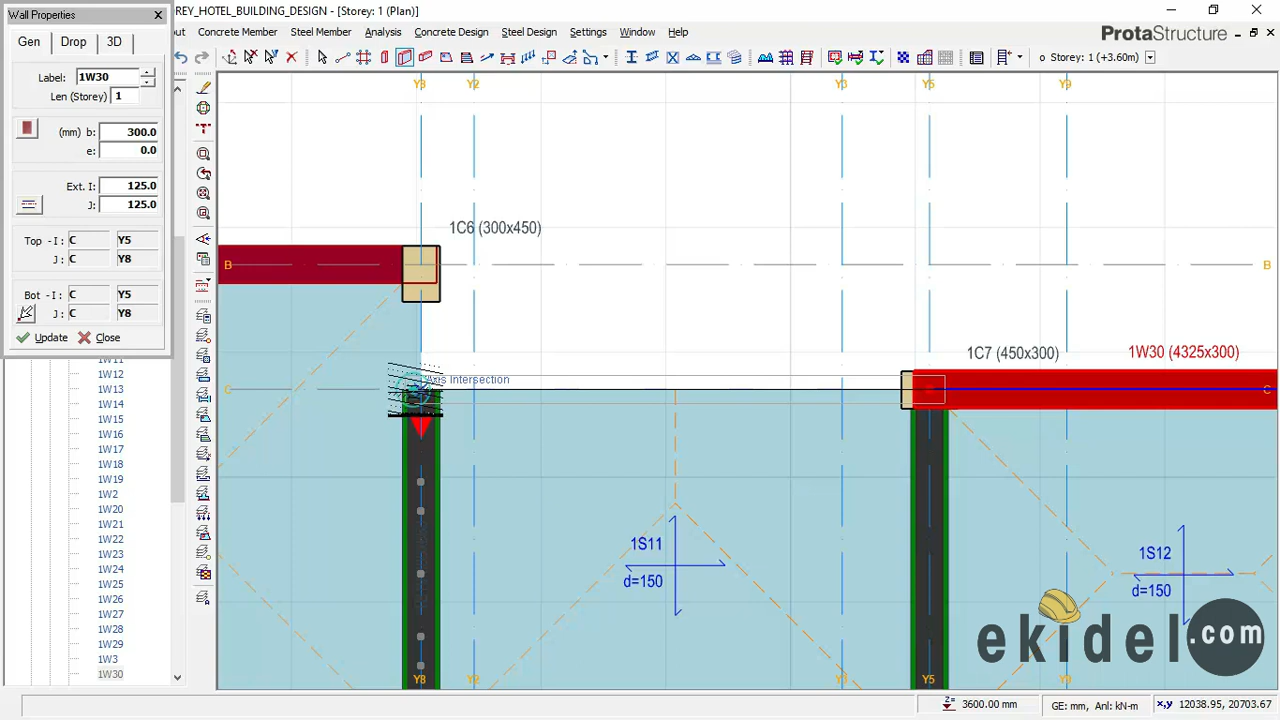 Wall Properties
REY_HOTEL_BUILDING_DESIGN - [Storey: 1 (Plan)]
out Concrete Member Steel Member Analysis Concrete Design Steel Design Settings Window Help
ProtaStructure®
Storey: 1 (+3.60m)
Gen Drop 3D
Label: 1W30
Len (Storey) 1
(mm) b: 300.0
e: 0.0
Ext. I: 125.0
J: 125.0
Top -I: C Y5
J: C Y8
Bot -I: C Y5
J: C Y8
Update Close
1W11
1W12
1W13
1W14
1W15
1W16
1W17
1W18
1W19
1W2
1W20
1W21
1W22
1W23
1W24
1W25
1W26
1W27
1W28
1W29
1W3
1W30
Y2
Y5
1C6 (300x450)
B B
1C7 (450x300) 1W30 (4325x300)
Axis Intersection
C C
1S11
d=150
1S12
d=150
Y5
ekidel.com
Z= 3600.00 mm
GE: mm, Anl: kN-m
x,y 12038.95, 20703.67